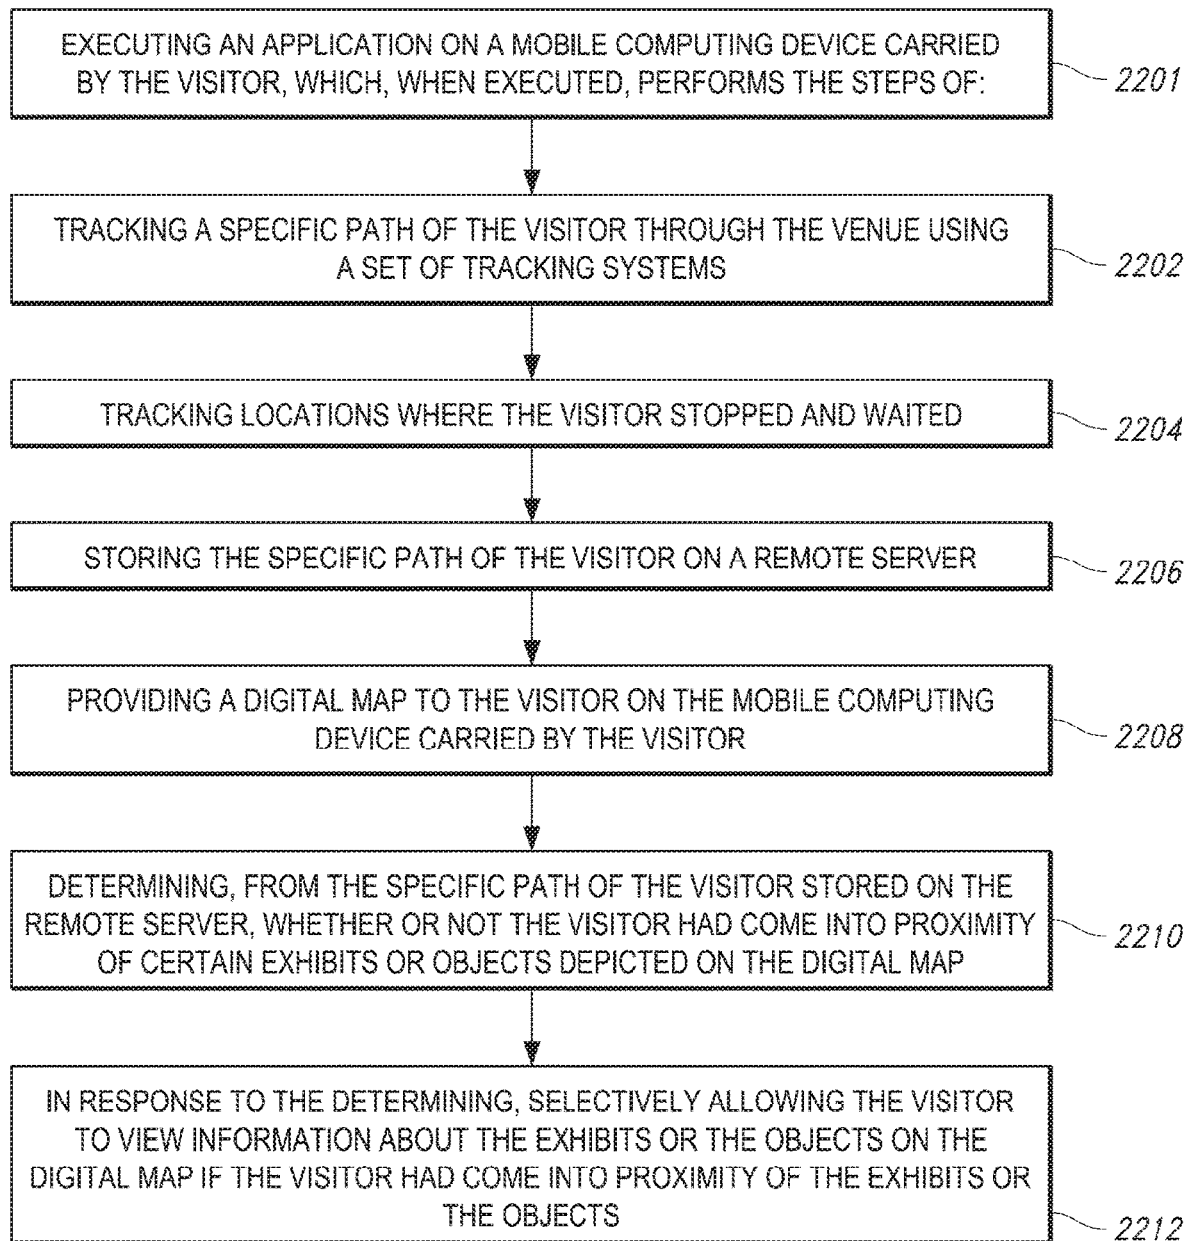 EXECUTING AN APPLICATION ON A MOBILE COMPUTING DEVICE CARRIED
BY THE VISITOR, WHICH, WHEN EXECUTED, PERFORMS THE STEPS OF:
2201
TRACKING A SPECIFIC PATH OF THE VISITOR THROUGH THE VENUE USING
A SET OF TRACKING SYSTEMS
2202
TRACKING LOCATIONS WHERE THE VISITOR STOPPED AND WAITED
2204
STORING THE SPECIFIC PATH OF THE VISITOR ON A REMOTE SERVER
2206
PROVIDING A DIGITAL MAP TO THE VISITOR ON THE MOBILE COMPUTING
DEVICE CARRIED BY THE VISITOR
2208
DETERMINING, FROM THE SPECIFIC PATH OF THE VISITOR STORED ON THE
REMOTE SERVER, WHETHER OR NOT THE VISITOR HAD COME INTO PROXIMITY
OF CERTAIN EXHIBITS OR OBJECTS DEPICTED ON THE DIGITAL MAP
2210
IN RESPONSE TO THE DETERMINING, SELECTIVELY ALLOWING THE VISITOR
TO VIEW INFORMATION ABOUT THE EXHIBITS OR THE OBJECTS ON THE
DIGITAL MAP IF THE VISITOR HAD COME INTO PROXIMITY OF THE EXHIBITS OR
THE OBJECTS
2212